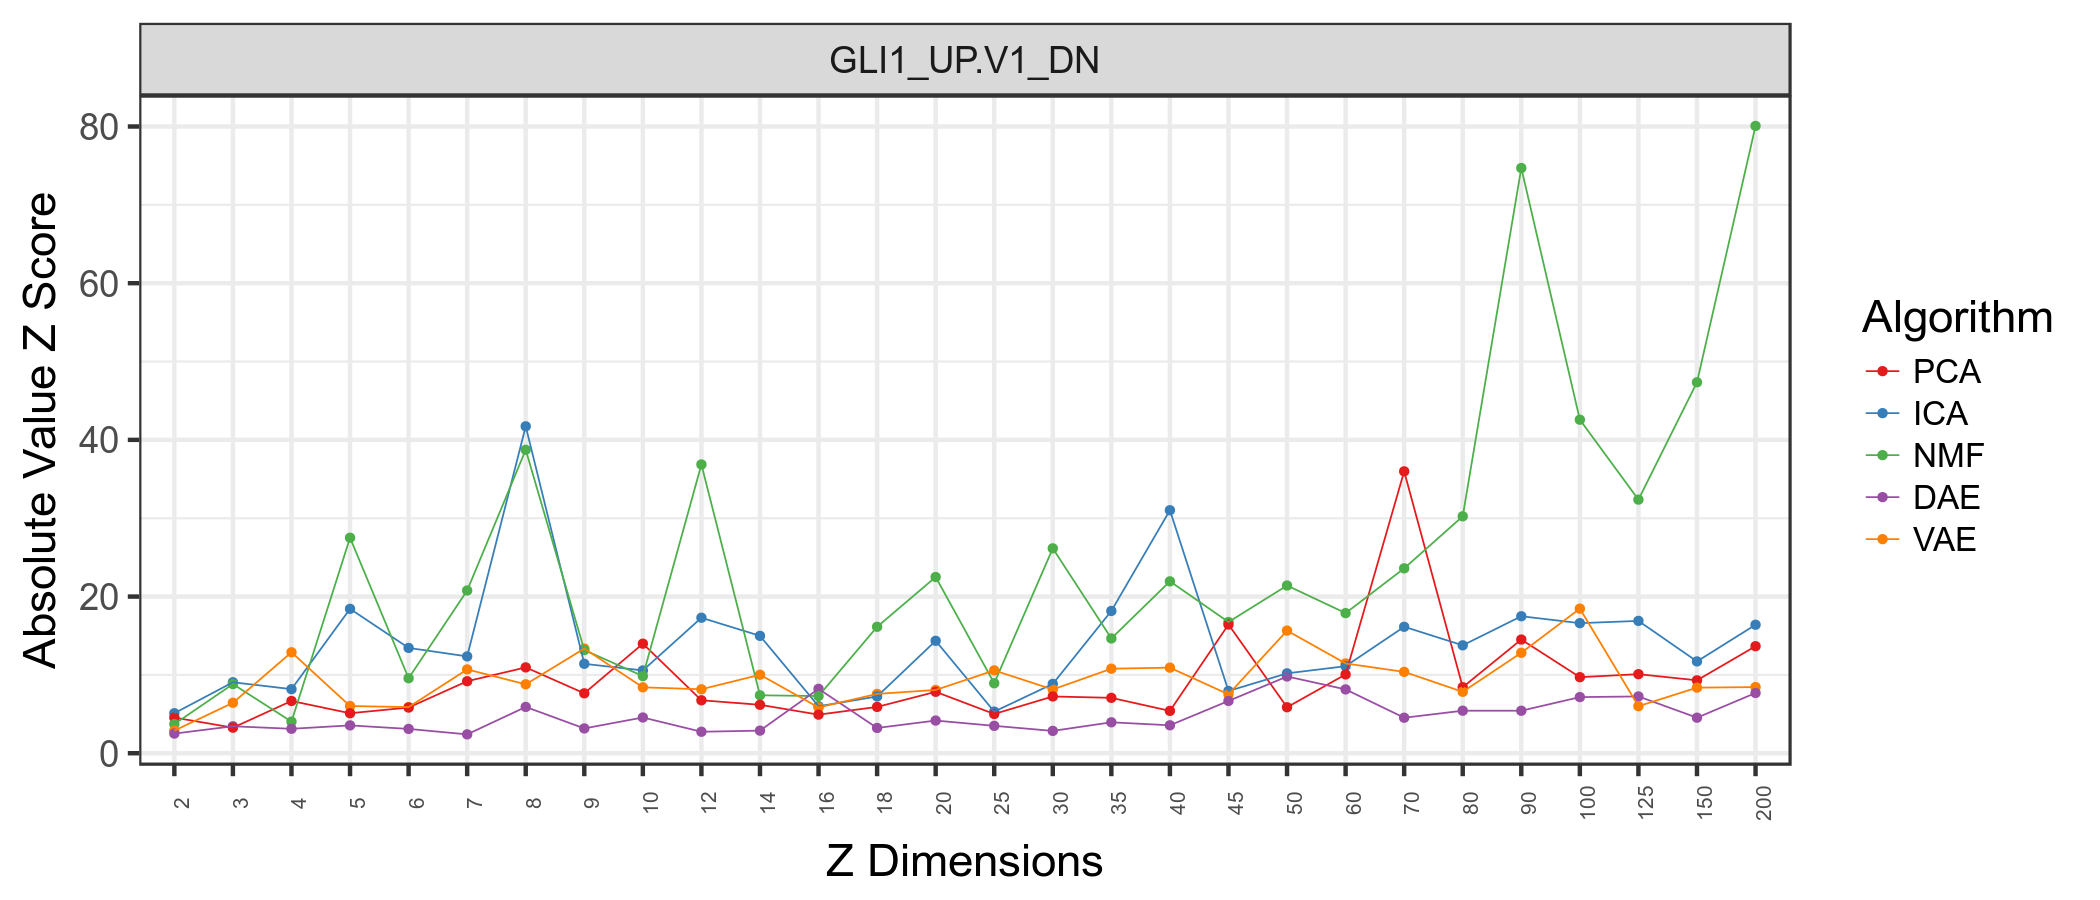 GLI1_UP.V1_DN
Absolute Value Z Score
80
60
40
20
0
2 3 4 5 6 7 8 9 10 12 14 16 18 20 25 30 35 40 45 50 60 70 80 90 100 125 150 200
Z Dimensions
Algorithm
PCA
ICA
NMF
DAE
VAE